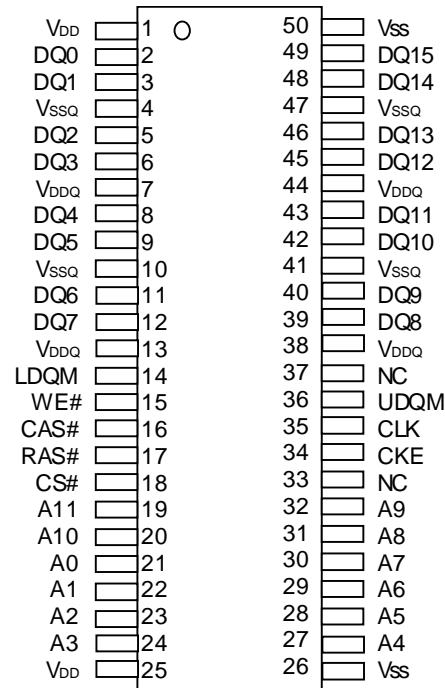 VDD 1 50 Vss
DQ0 2 49 DQ15
DQ1 3 48 DQ14
VSSQ 4 47 VSSQ
DQ2 5 46 DQ13
DQ3 6 45 DQ12
VDDQ 7 44 VDDQ
DQ4 8 43 DQ11
DQ5 9 42 DQ10
VSSQ 10 41 VSSQ
DQ6 11 40 DQ9
DQ7 12 39 DQ8
VDDQ 13 38 VDDQ
LDQM 14 37 NC
WE# 15 36 UDQM
CAS# 16 35 CLK
RAS# 17 34 CKE
CS# 18 33 NC
A11 19 32 A9
A10 20 31 A8
A0 21 30 A7
A1 22 29 A6
A2 23 28 A5
A3 24 27 A4
VDD 25 26 Vss